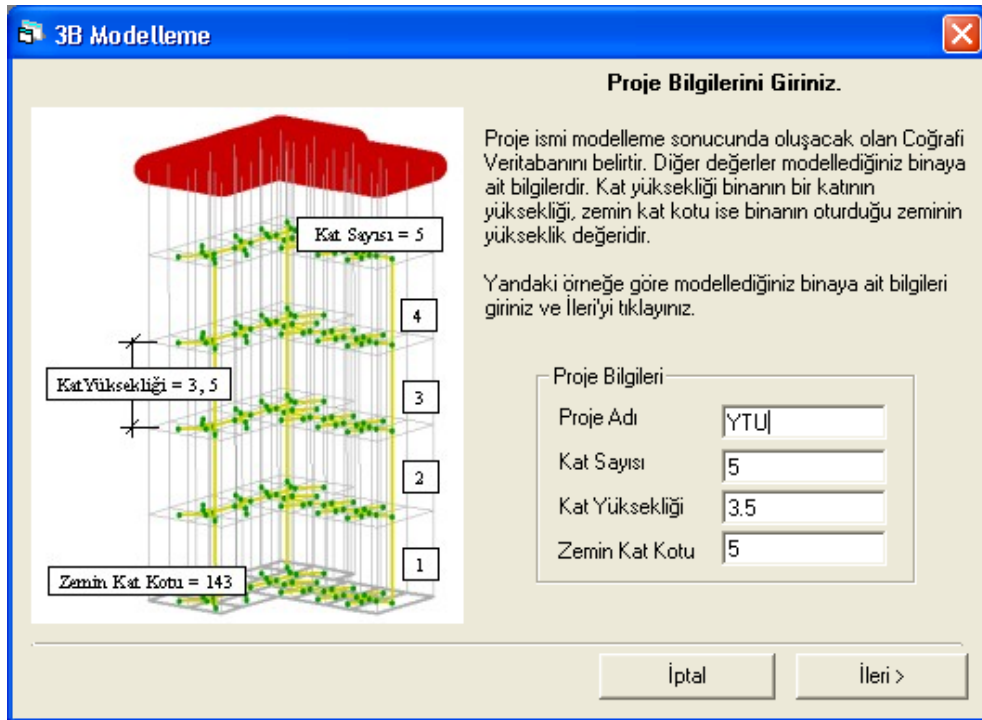 3B Modelleme
Proje Bilgilerini Giriniz.
Proje ismi modelleme sonucunda oluşacak olan Coğrafi
Veritabanını belirtir. Diğer değerler modellediğiniz binaya
ait bilgilerdir. Kat yüksekliği binanın bir katının
yüksekliği, zemin kat kotu ise binanın oturduğu zeminin
yükseklik değeridir.
Yandaki örneğe göre modellediğiniz binaya ait bilgileri
giriniz ve İleri'yi tıklayınız.
Kat Sayısı = 5
4
KatYüksekliği = 3, 5
3
2
1
Zemin Kat Kotu = 143
Proje Bilgileri
Proje Adı YTU
Kat Sayısı 5
Kat Yüksekliği 3.5
Zemin Kat Kotu 5
İptal
İleri >